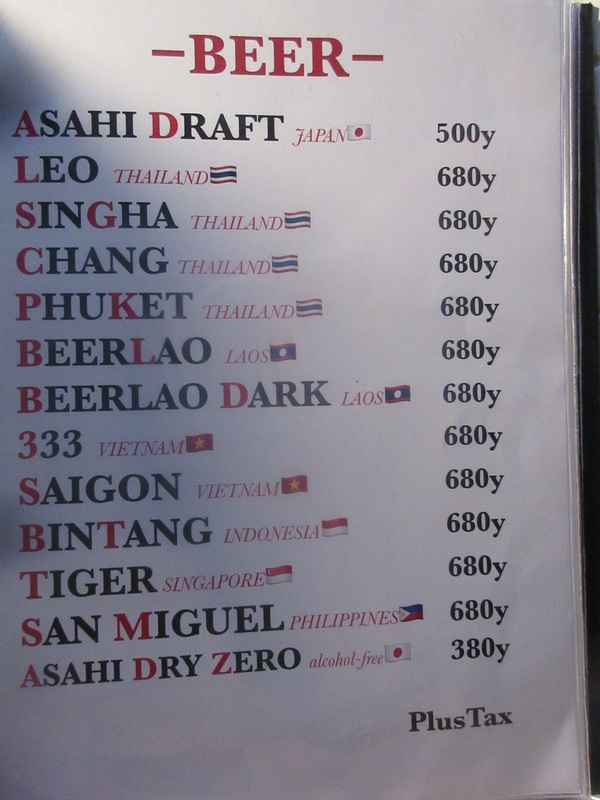 -BEER-
ASAHI DRAFT JAPAN 500y
LEO THAILAND 680y
SINGHA THAILAND 680y
CHANG THAILAND 680y
PHUKET THAILAND 680y
BEERLAO LAOS 680y
BEERLAO DARK LAOS 680y
333 VIETNAM 680y
SAIGON VIETNAM 680y
BINTANG INDONESIA 680y
TIGER SINGAPORE 680y
SAN MIGUEL PHILIPPINES 680y
ASAHI DRY ZERO alcohol-free 380y
PlusTax